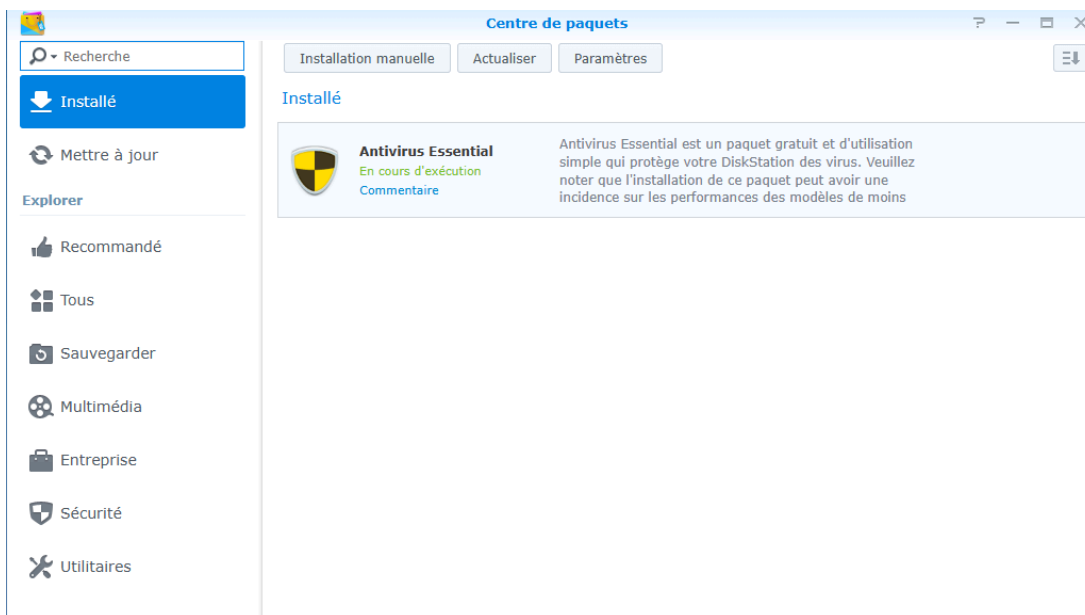 Centre de paquets
Recherche
Installation manuelle
Actualiser
Paramètres
Installé
Mettre à jour
Explorer
Recommandé
Tous
Sauvegarder
Multimédia
Entreprise
Sécurité
Utilitaires
Installé
Antivirus Essential
En cours d'exécution
Commentaire
Antivirus Essential est un paquet gratuit et d'utilisation
simple qui protège votre DiskStation des virus. Veuillez
noter que l'installation de ce paquet peut avoir une
incidence sur les performances des modèles de moins